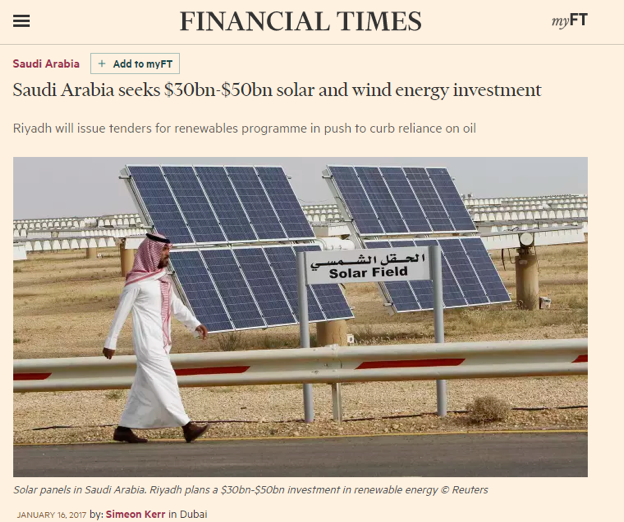 FINANCIAL TIMES
myFT
Saudi Arabia
+ Add to myFT
Saudi Arabia seeks $30bn-$50bn solar and wind energy investment
Riyadh will issue tenders for renewables programme in push to curb reliance on oil
الحقل الشمسي
Solar Field
Solar panels in Saudi Arabia. Riyadh plans a $30bn-$50bn investment in renewable energy © Reuters
JANUARY 16, 2017 by: Simeon Kerr in Dubai